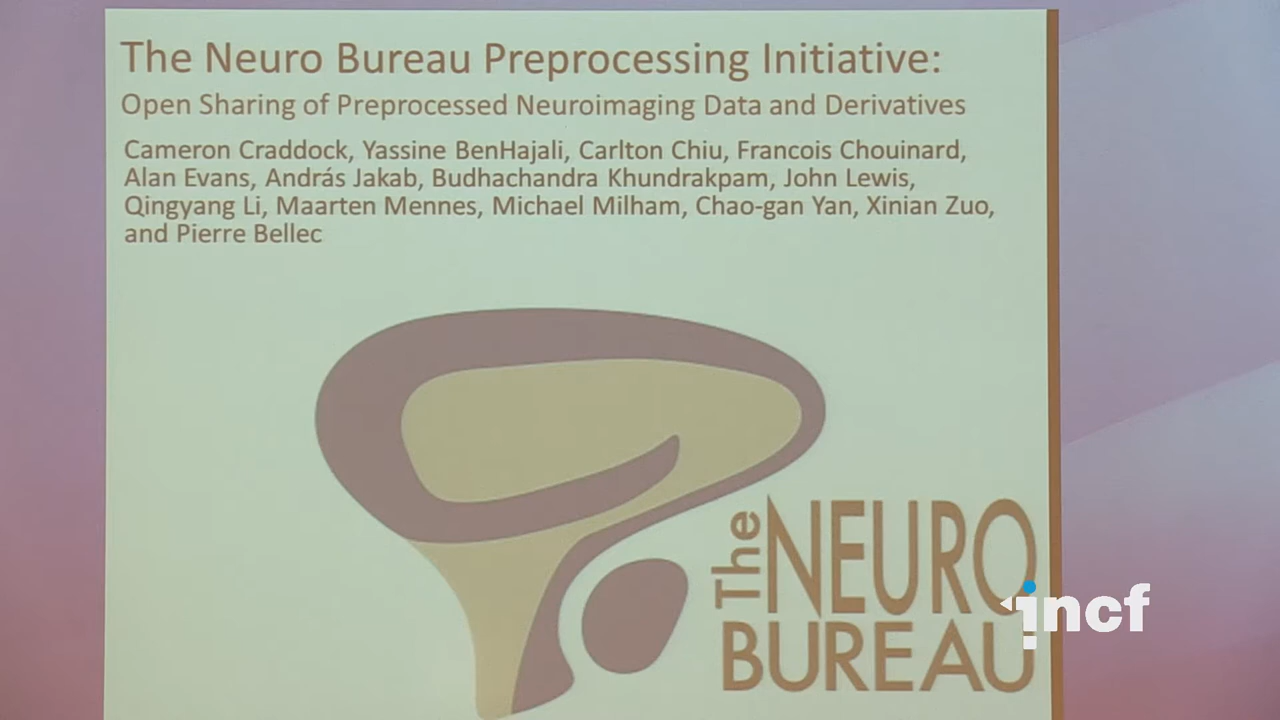 The Neuro Bureau Preprocessing Initiative:
Open Sharing of Preprocessed Neuroimaging Data and Derivatives
Cameron Craddock, Yassine BenHajali, Carlton Chiu, Francois Chouinard,
Alan Evans, András Jakab, Budhachandra Khundrakpam, John Lewis,
Qingyang Li, Maarten Mennes, Michael Milham, Chao-gan Yan, Xinian Zuo,
and Pierre Bellec
The NEURO
BUREAU
incf